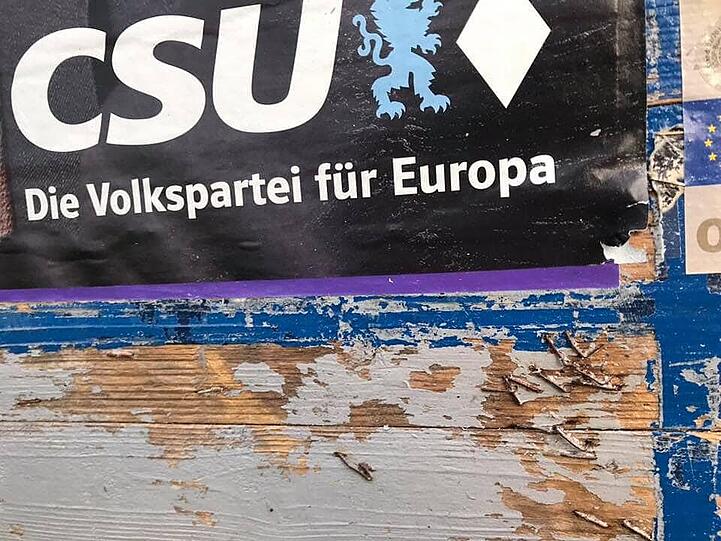 CSU
Die Volkspartei für Europa